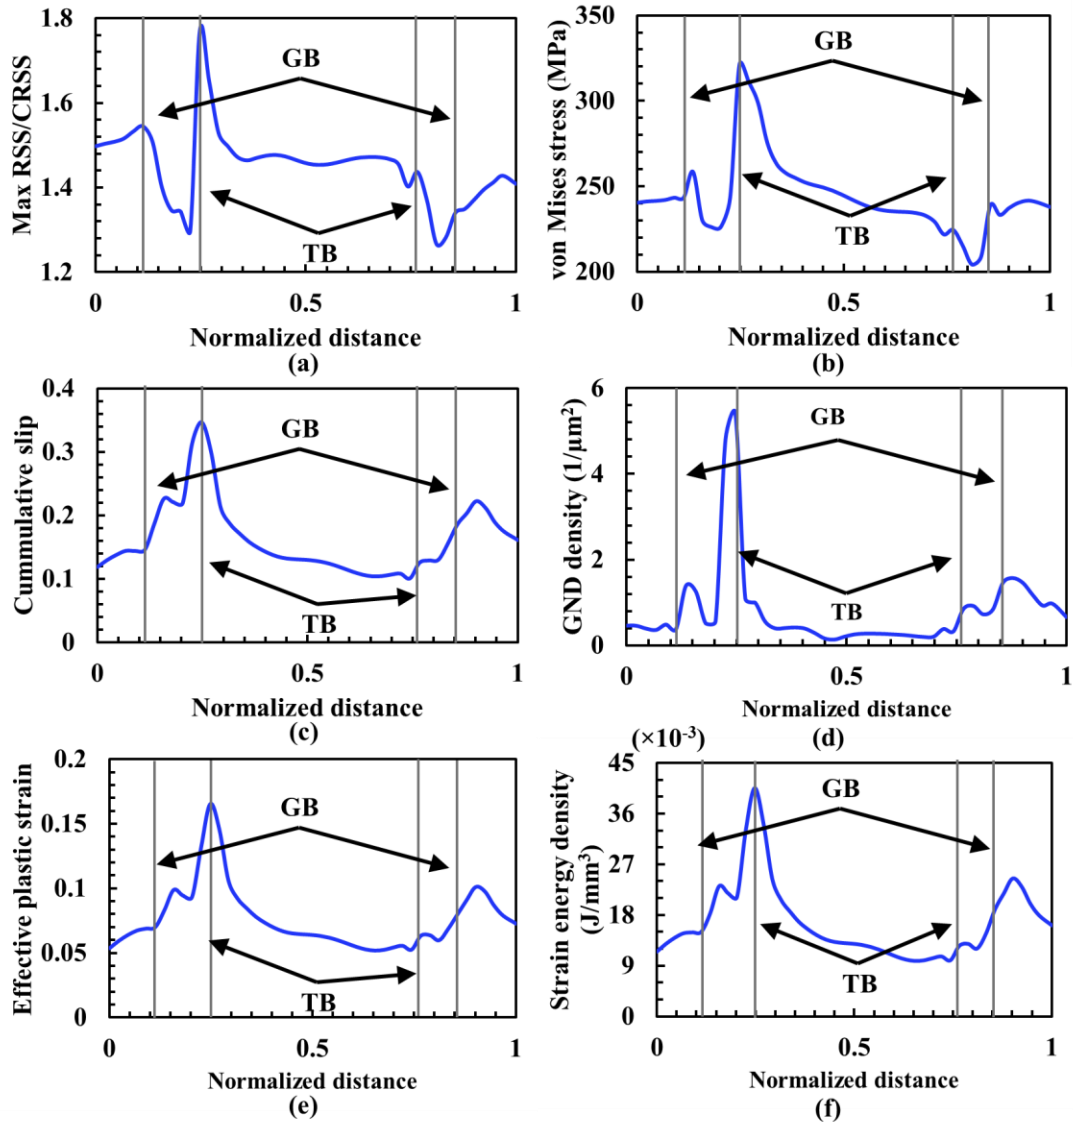 Max RSS/CRSS
1.8
1.6
1.4
1.2
GB
TB
0
0.5
1
Normalized distance
(a)
von Mises stress (MPa)
350
300
250
200
GB
TB
0
0.5
1
Normalized distance
(b)
Cummulative slip
0.4
0.3
0.2
0.1
0
GB
TB
0
0.5
1
Normalized distance
(c)
GND density (1/µm²)
6
4
2
0
GB
TB
0
0.5
1
Normalized distance
(d)
Effective plastic strain
0.2
0.15
0.1
0.05
0
GB
TB
0
0.5
1
Normalized distance
(e)
(×10⁻³)
Strain energy density
(J/mm³)
45
36
27
18
9
0
GB
TB
0
0.5
1
Normalized distance
(f)